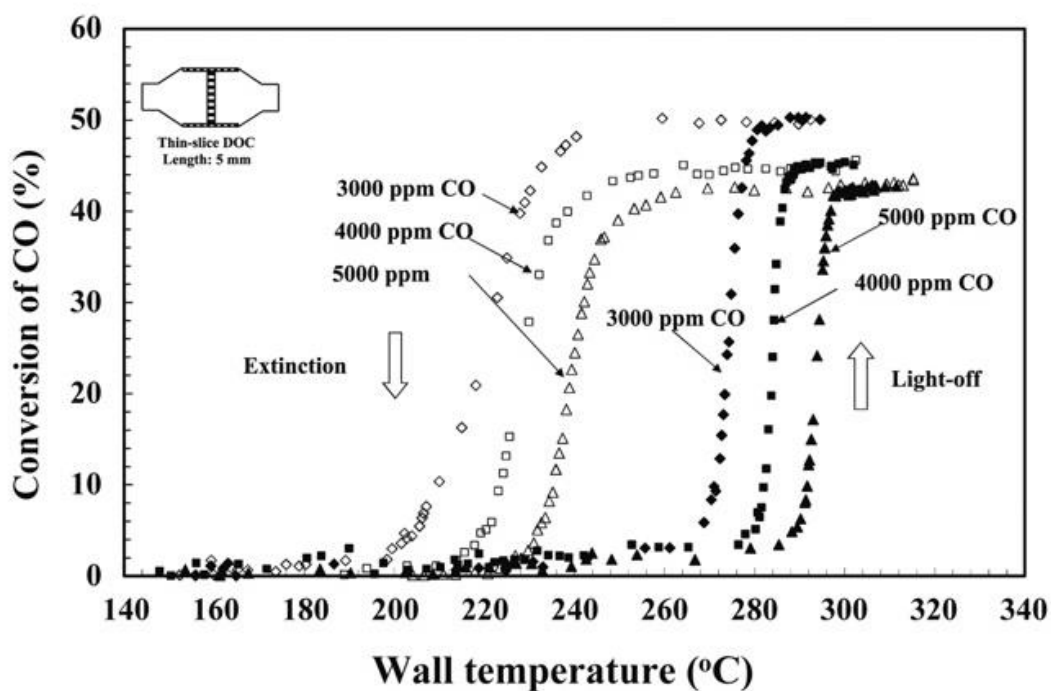 60
50
40
30
20
10
0
Conversion of CO (%)
Thin-slice DOC
Length: 5 mm
3000 ppm CO
4000 ppm CO
5000 ppm
Extinction
5000 ppm CO
4000 ppm CO
3000 ppm CO
Light-off
140 160 180 200 220 240 260 280 300 320 340
Wall temperature (°C)